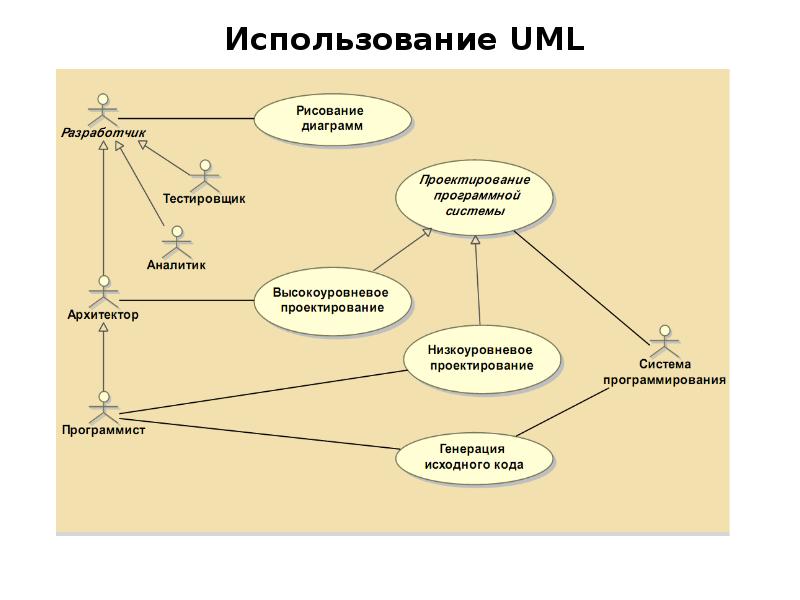 Использование UML
Разработчик
Рисование
диаграмм
Тестировщик
Проектирование
программной
системы
Аналитик
Высокоуровневое
проектирование
Архитектор
Низкоуровневое
проектирование
Система
программирования
Программист
Генерация
исходного кода